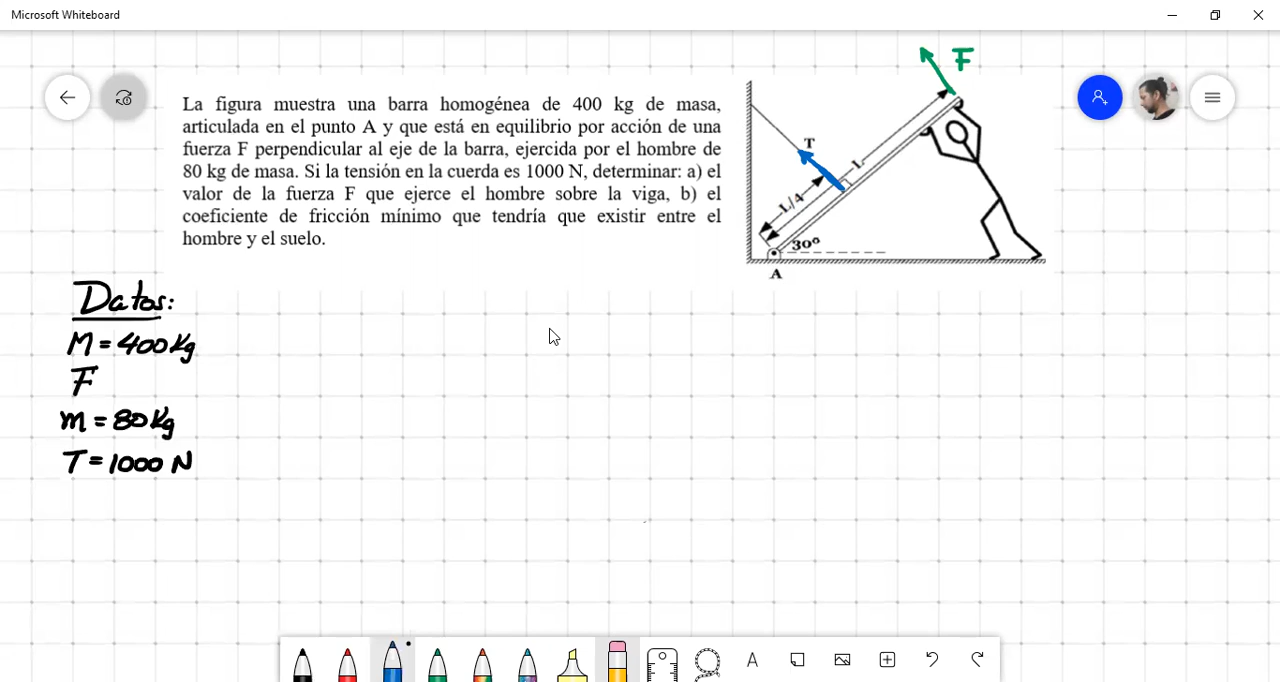 Microsoft Whiteboard
La figura muestra una barra homogénea de 400 kg de masa,
articulada en el punto A y que está en equilibrio por acción de una
fuerza F perpendicular al eje de la barra, ejercida por el hombre de
80 kg de masa. Si la tensión en la cuerda es 1000 N, determinar: a) el
valor de la fuerza F que ejerce el hombre sobre la viga, b) el
coeficiente de fricción mínimo que tendría que existir entre el
hombre y el suelo.
F
T
L
L/4
30º
A
Datos:
M = 400 Kg
F
m = 80 Kg
T = 1000 N
A